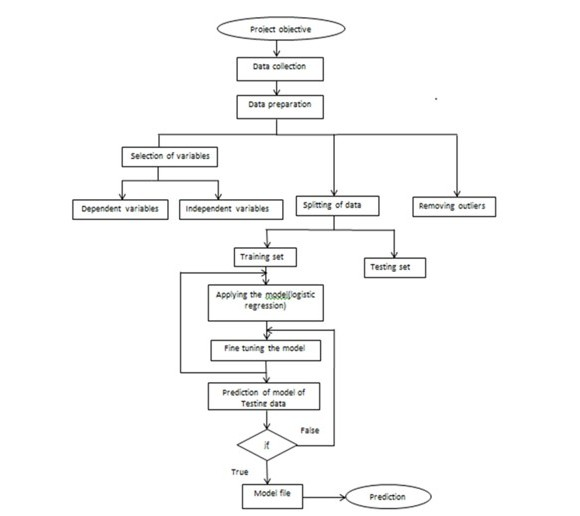 Project objective
Data collection
Data preparation
Selection of variables
Dependent variables
Independent variables
Splitting of data
Removing outliers
Training set
Testing set
Applying the model(logistic
regression)
Fine tuning the model
Prediction of model of
Testing data
False
if
True
Model file
Prediction